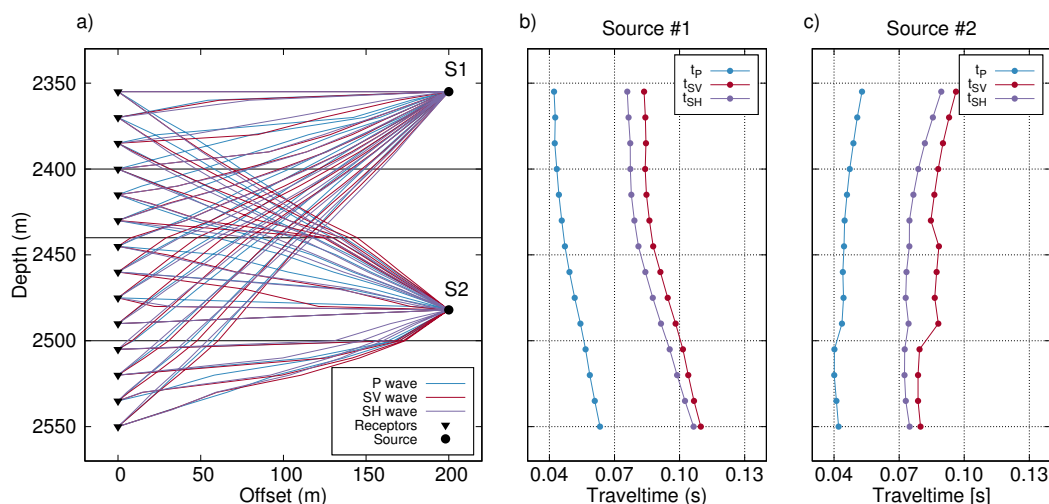 a)
b)
Source #1
c)
Source #2
S1
S2
2350
2400
2450
2500
2550
Depth (m)
0
50
100
150
200
Offset (m)
P wave
SV wave
SH wave
Receptors
Source
tP
tSV
tSH
0.04
0.07
0.10
0.13
Traveltime (s)
tP
tSV
tSH
0.04
0.07
0.10
0.13
Traveltime [s]